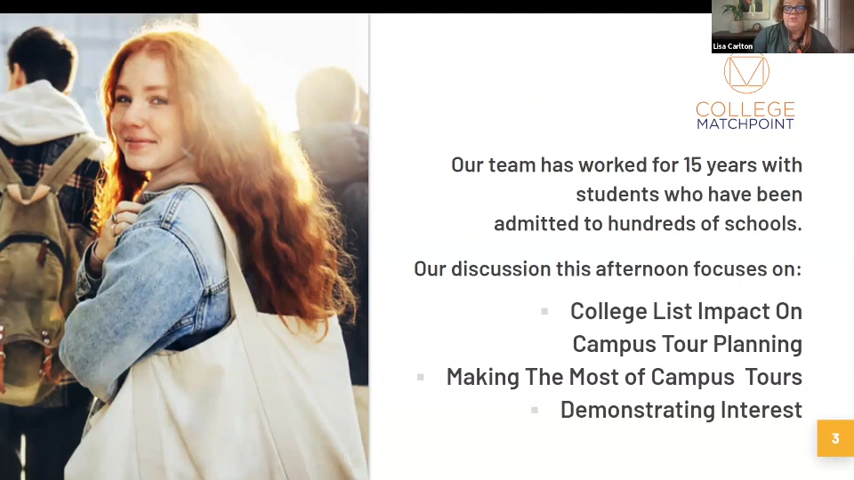 Lisa Carlton
COLLEGE
MATCHPOINT
Our team has worked for 15 years with
students who have been
admitted to hundreds of schools.
Our discussion this afternoon focuses on:
College List Impact On
Campus Tour Planning
Making The Most of Campus Tours
Demonstrating Interest
3